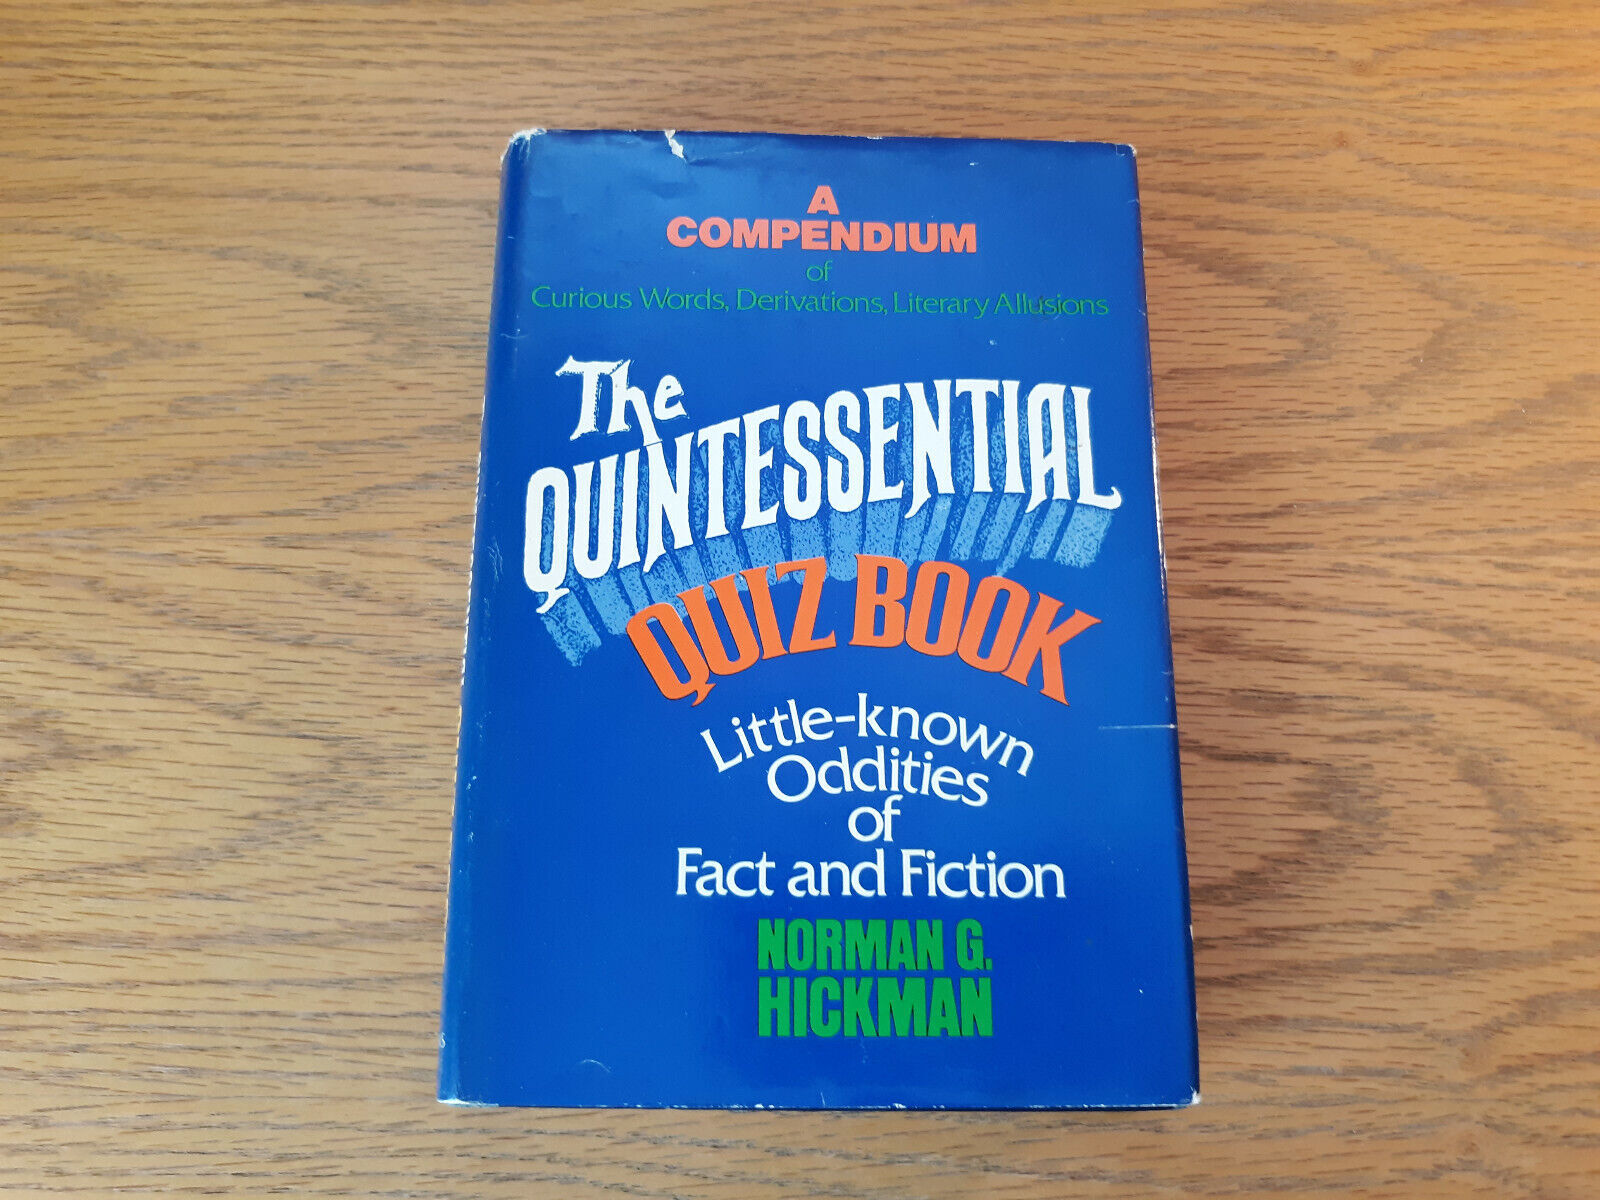 A
COMPENDIUM
of
Curious Words, Derivations, Literary Allusions
The
QUINTESSENTIAL
QUIZ BOOK
Little-known
Oddities
of
Fact and Fiction
NORMAN G.
HICKMAN